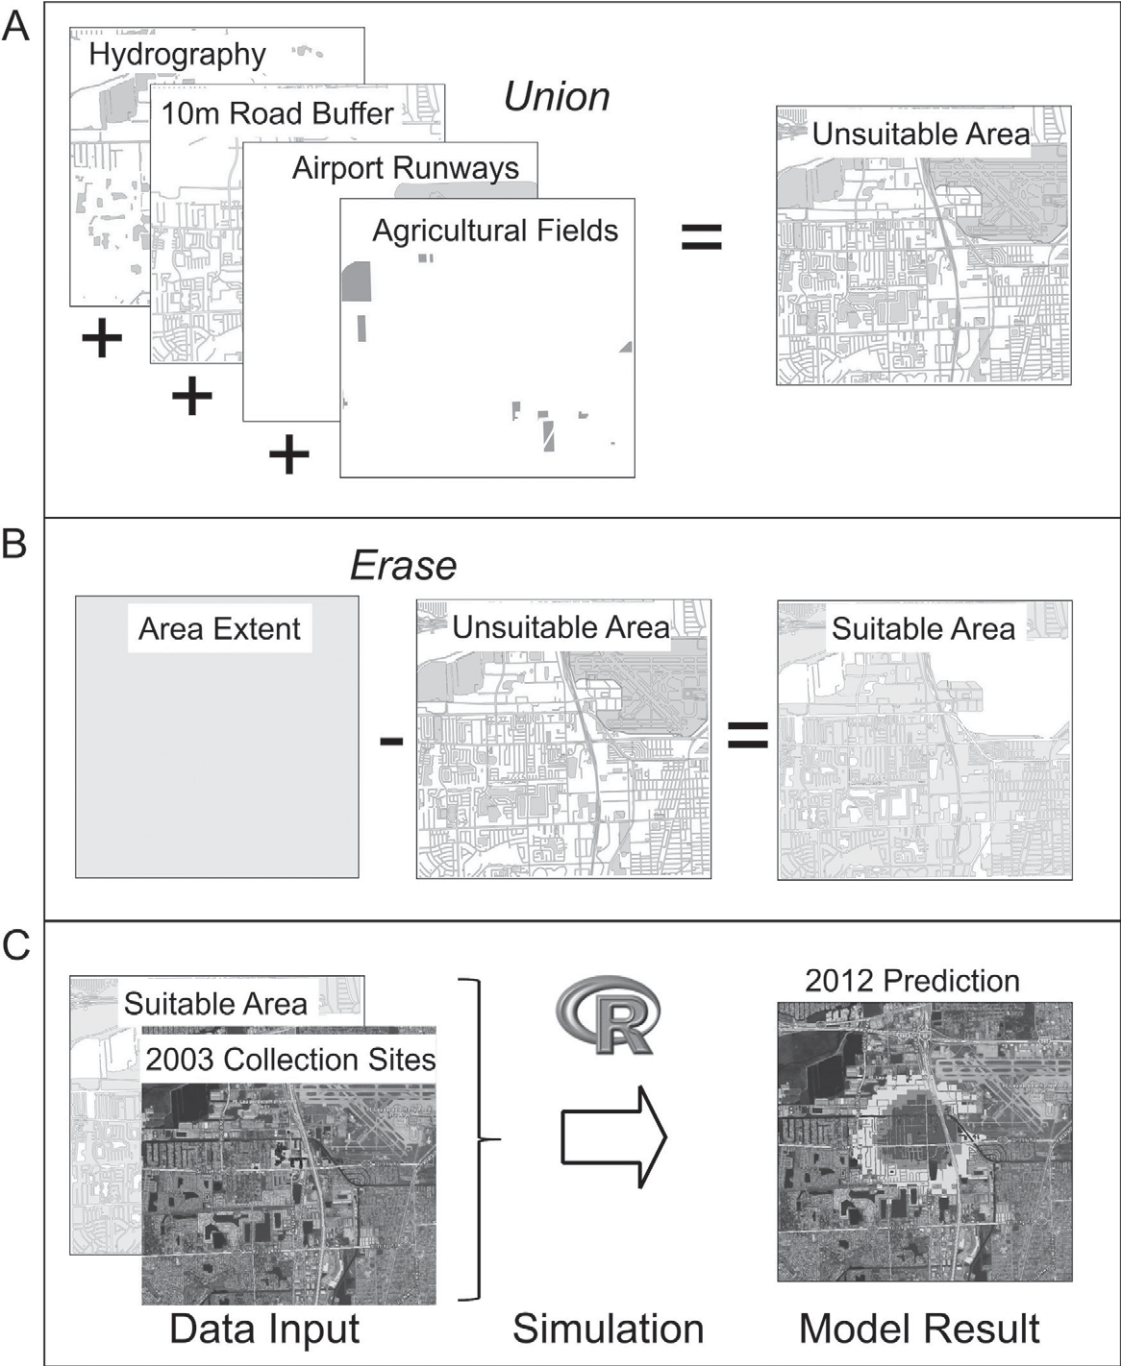 A
Hydrography
10m Road Buffer
Airport Runways
Agricultural Fields
+
+
+
Union
=
Unsuitable Area
B
Erase
Area Extent
-
Unsuitable Area
=
Suitable Area
C
Suitable Area
2003 Collection Sites
R
2012 Prediction
Data Input
Simulation
Model Result